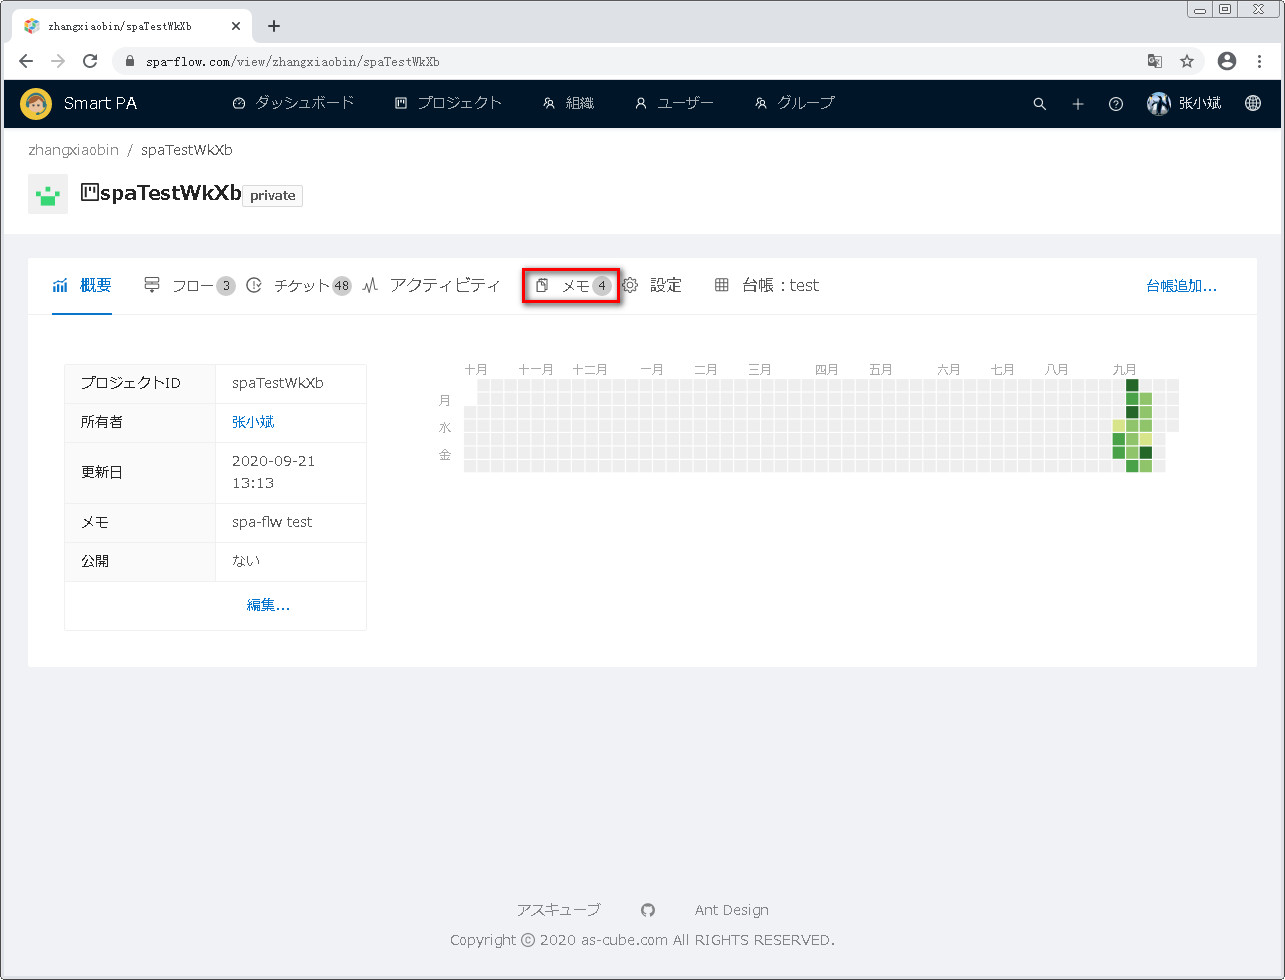 zhangxiaobin/spaTestWkXb
spa-flow.com/view/zhangxiaobin/spaTestWkXb
Smart PA ダッシュボード プロジェクト 組織 ユーザー グループ 张小斌
zhangxiaobin / spaTestWkXb
spaTestWkXb private
概要 フロー 3 チケット 48 アクティビティ メモ 4 設定 台帳：test 台帳追加...
十月 十一月 十二月 一月 二月 三月 四月 五月 六月 七月 八月 九月
プロジェクトID spaTestWkXb
月
所有者 张小斌
水
金
更新日 2020-09-21
13:13
メモ spa-flw test
公開 ない
編集...
アスキューブ Ant Design
Copyright © 2020 as-cube.com All RIGHTS RESERVED.